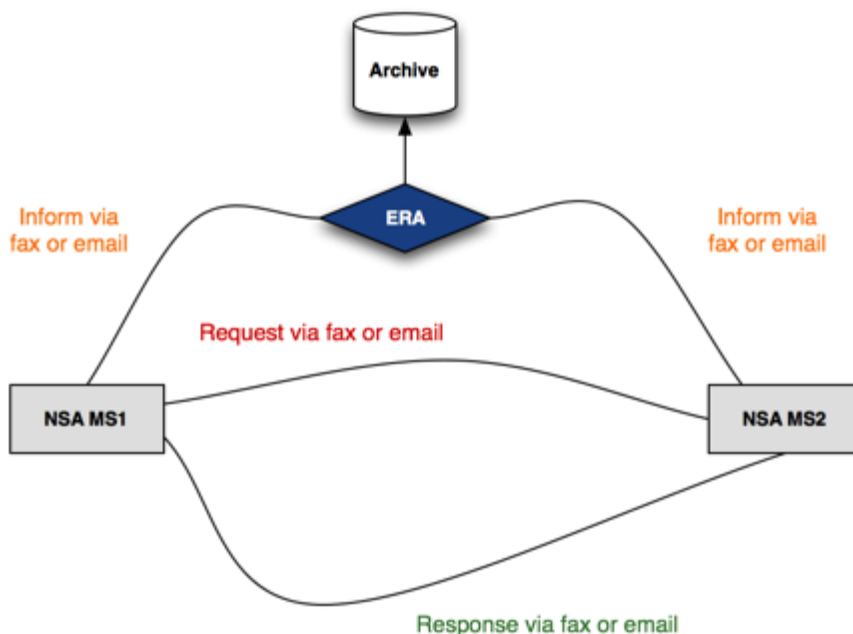 Archive
ERA
Inform via
fax or email
Inform via
fax or email
Request via fax or email
NSA MS1
NSA MS2
Response via fax or email